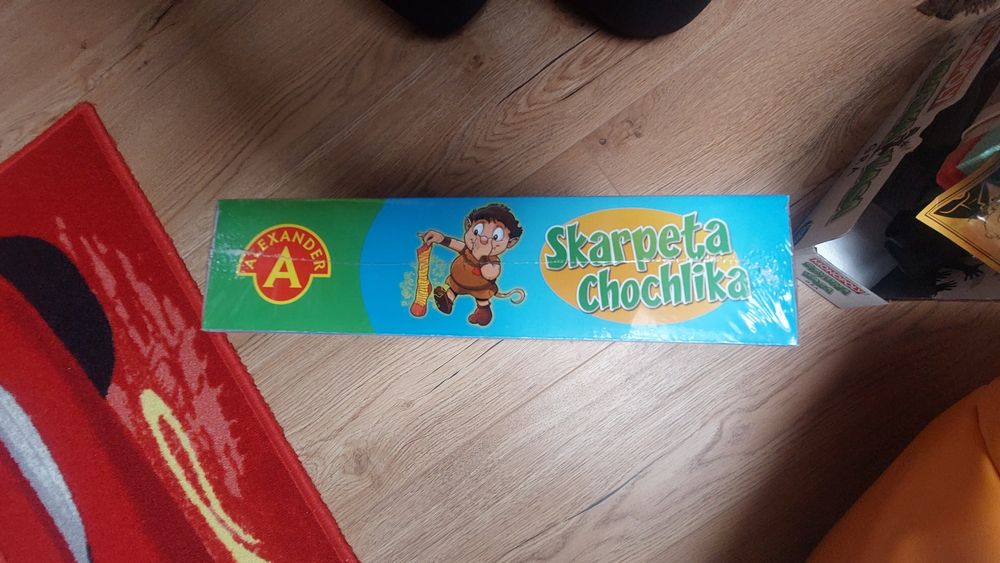 ALEXANDER
A
Skarpeta
Chochlika